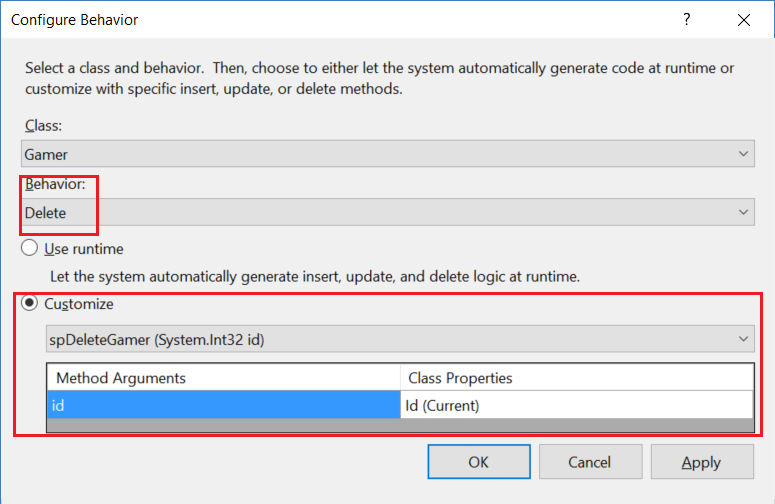 Configure Behavior ?
Select a class and behavior. Then, choose to either let the system automatically generate code at runtime or
customize with specific insert, update, or delete methods.
Class:
Gamer
Behavior:
Delete
Use runtime
Let the system automatically generate insert, update, and delete logic at runtime.
Customize
spDeleteGamer (System.Int32 id)
Method Arguments Class Properties
id Id (Current)
OK Cancel Apply